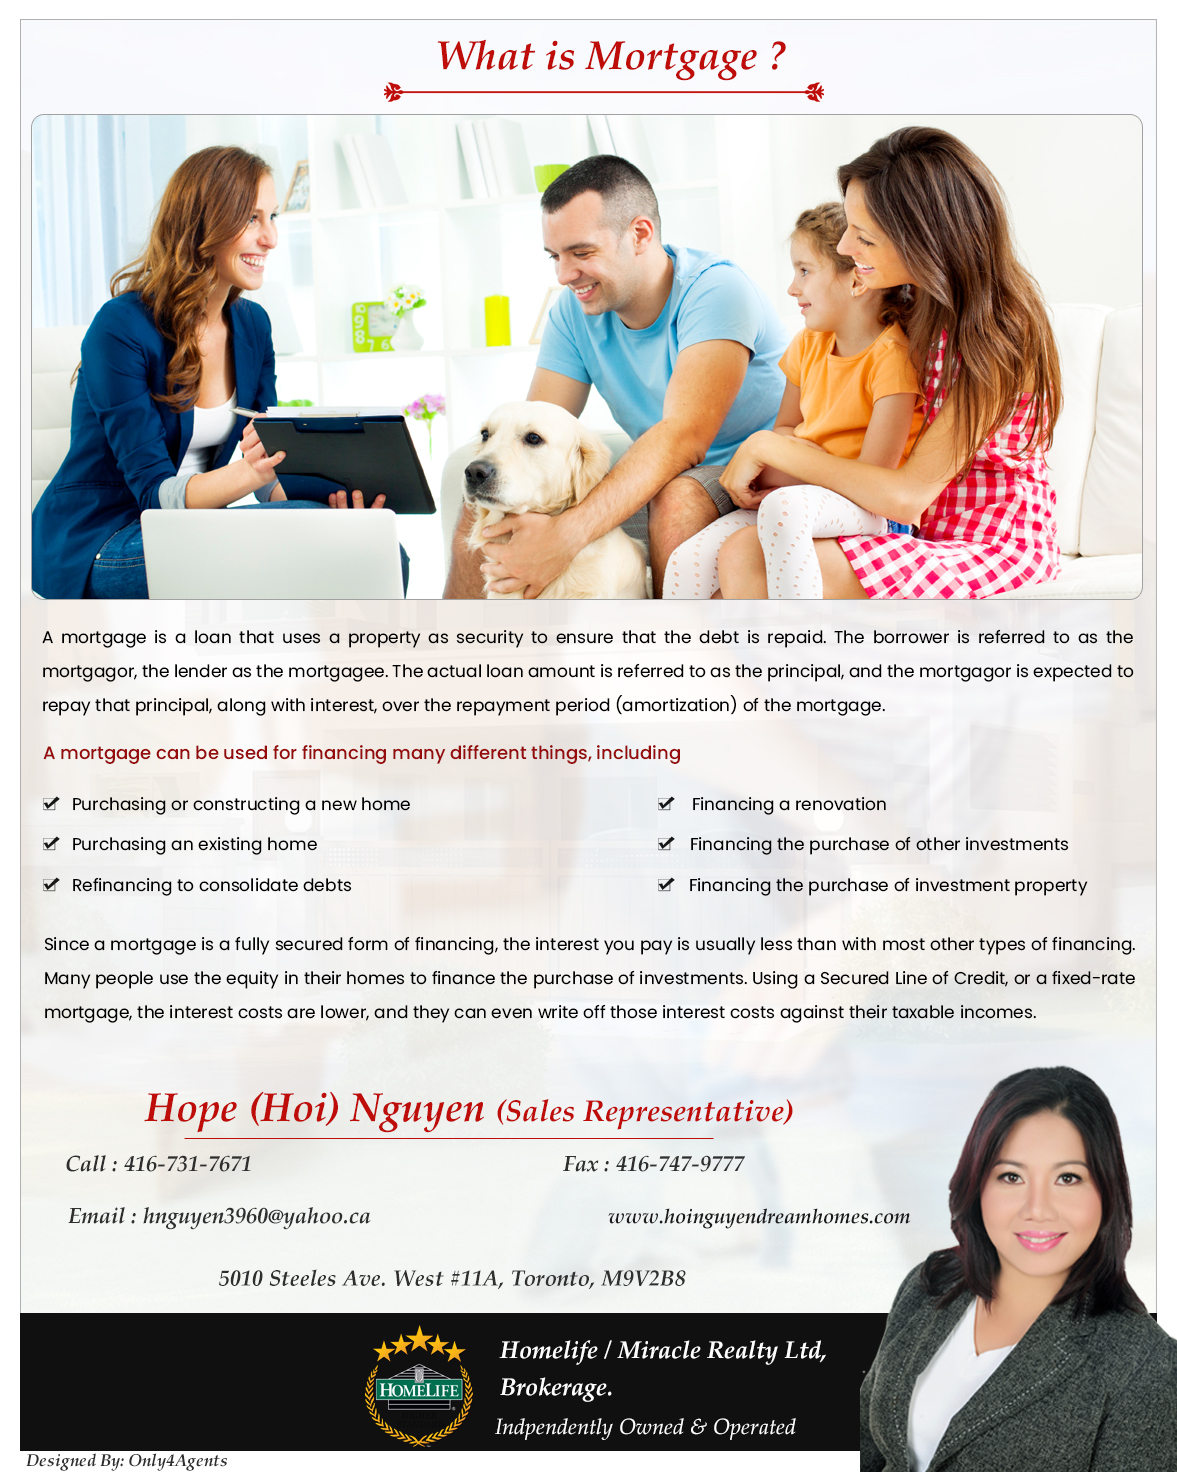 What is Mortgage ?
A mortgage is a loan that uses a property as security to ensure that the debt is repaid. The borrower is referred to as the
mortgagor, the lender as the mortgagee. The actual loan amount is referred to as the principal, and the mortgagor is expected to
repay that principal, along with interest, over the repayment period (amortization) of the mortgage.
A mortgage can be used for financing many different things, including
Purchasing or constructing a new home
Purchasing an existing home
Refinancing to consolidate debts
Financing a renovation
Financing the purchase of other investments
Financing the purchase of investment property
Since a mortgage is a fully secured form of financing, the interest you pay is usually less than with most other types of financing.
Many people use the equity in their homes to finance the purchase of investments. Using a Secured Line of Credit, or a fixed-rate
mortgage, the interest costs are lower, and they can even write off those interest costs against their taxable incomes.
Hope (Hoi) Nguyen (Sales Representative)
Call : 416-731-7671
Fax : 416-747-9777
Email : hnguyen3960@yahoo.ca
www.hoinguyendreamhomes.com
5010 Steeles Ave. West #11A, Toronto, M9V2B8
HOMELIFE
®
Homelife / Miracle Realty Ltd,
Brokerage.
Indpendently Owned & Operated
Designed By: Only4Agents